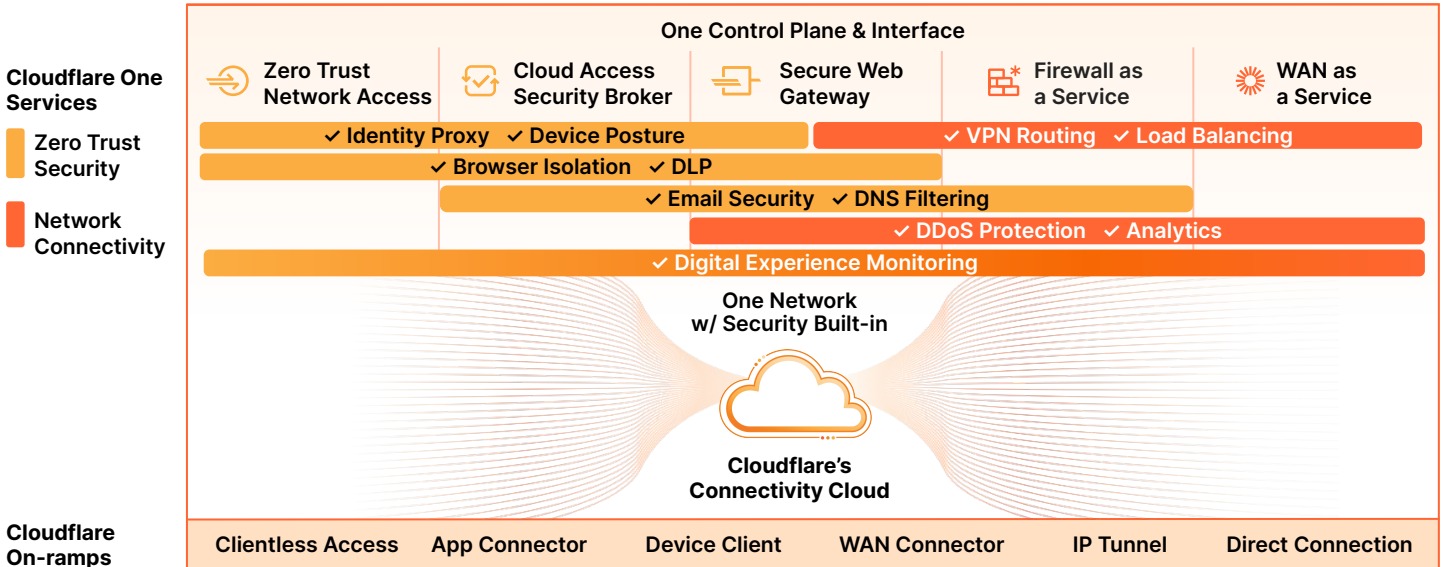 One Control Plane & Interface
Cloudflare One
Services
Zero Trust
Security
Network
Connectivity
Zero Trust
Network Access
Cloud Access
Security Broker
Secure Web
Gateway
Firewall as
a Service
WAN as
a Service
✓ Identity Proxy ✓ Device Posture
✓ VPN Routing ✓ Load Balancing
✓ Browser Isolation ✓ DLP
✓ Email Security ✓ DNS Filtering
✓ DDoS Protection ✓ Analytics
✓ Digital Experience Monitoring
One Network
w/ Security Built-in
Cloudflare’s
Connectivity Cloud
Cloudflare
On-ramps
Clientless Access
App Connector
Device Client
WAN Connector
IP Tunnel
Direct Connection